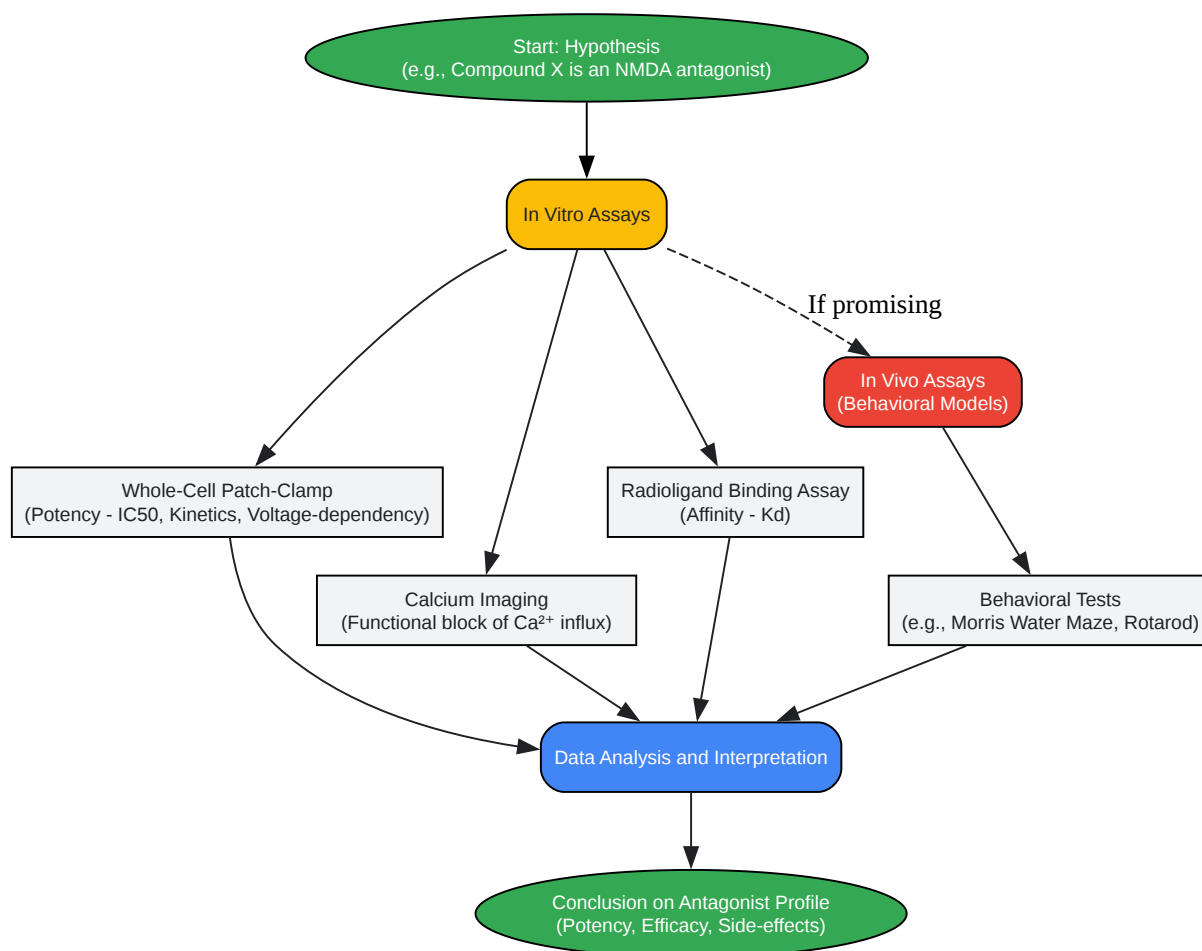 Start: Hypothesis
(e.g., Compound X is an NMDA antagonist)
In Vitro Assays
If promising
In Vivo Assays
(Behavioral Models)
Whole-Cell Patch-Clamp
(Potency - IC50, Kinetics, Voltage-dependency)
Radioligand Binding Assay
(Affinity - Kd)
Calcium Imaging
(Functional block of Ca²⁺ influx)
Behavioral Tests
(e.g., Morris Water Maze, Rotarod)
Data Analysis and Interpretation
Conclusion on Antagonist Profile
(Potency, Efficacy, Side-effects)